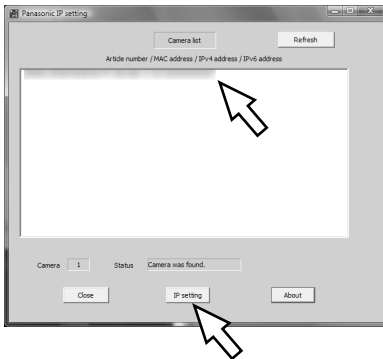 Panasonic IP setting
Camera list
Refresh
Article number / MAC address / IPv4 address / IPv6 address
Camera 1 Status Camera was found.
Close IP setting About